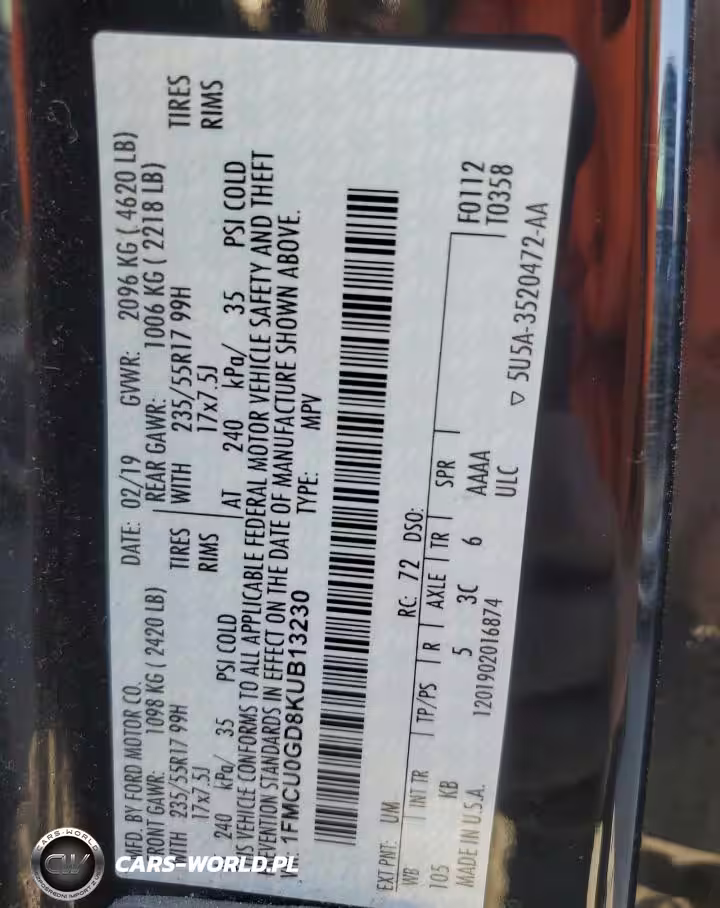 MFD. BY FORD MOTOR CO. DATE: 02/19 GVWR: 2096 KG ( 4620 LB)
FRONT GAWR: 1098 KG ( 2420 LB) REAR GAWR: 1006 KG ( 2218 LB)
WITH 235/55R17 99H TIRES WITH 235/55R17 99H TIRES
17x7.5J RIMS 17x7.5J RIMS
240 kPa/ 35 PSI COLD AT 240 kPa/ 35 PSI COLD
VEHICLE CONFORMS TO ALL APPLICABLE FEDERAL MOTOR VEHICLE SAFETY AND THEFT
PREVENTION STANDARDS IN EFFECT ON THE DATE OF MANUFACTURE SHOWN ABOVE.
1FMCU0GD8KUB13230 TYPE: MPV
EXT PNT: UM RC: 72 DSO: F0112
WB INT TR TP/PS R AXLE TR SPR T0358
105 KB 5 3C 6 AAAA
MADE IN U.S.A. 1201902016874 ULC ▽ 5U5A-3520472-AA
CARS-WORLD
CW
CARS-WORLD.PL